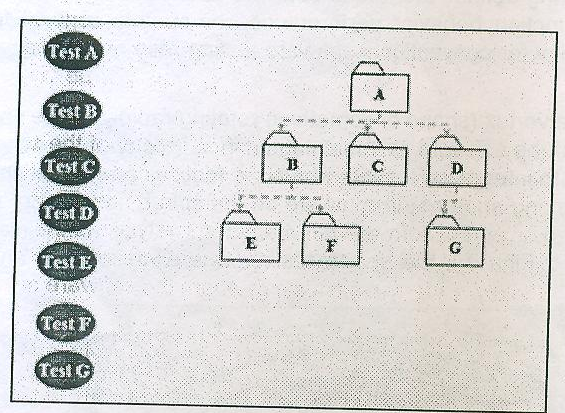 Test A
Test B
Test C
Test D
Test E
Test F
Test G
A
B C D
E F G